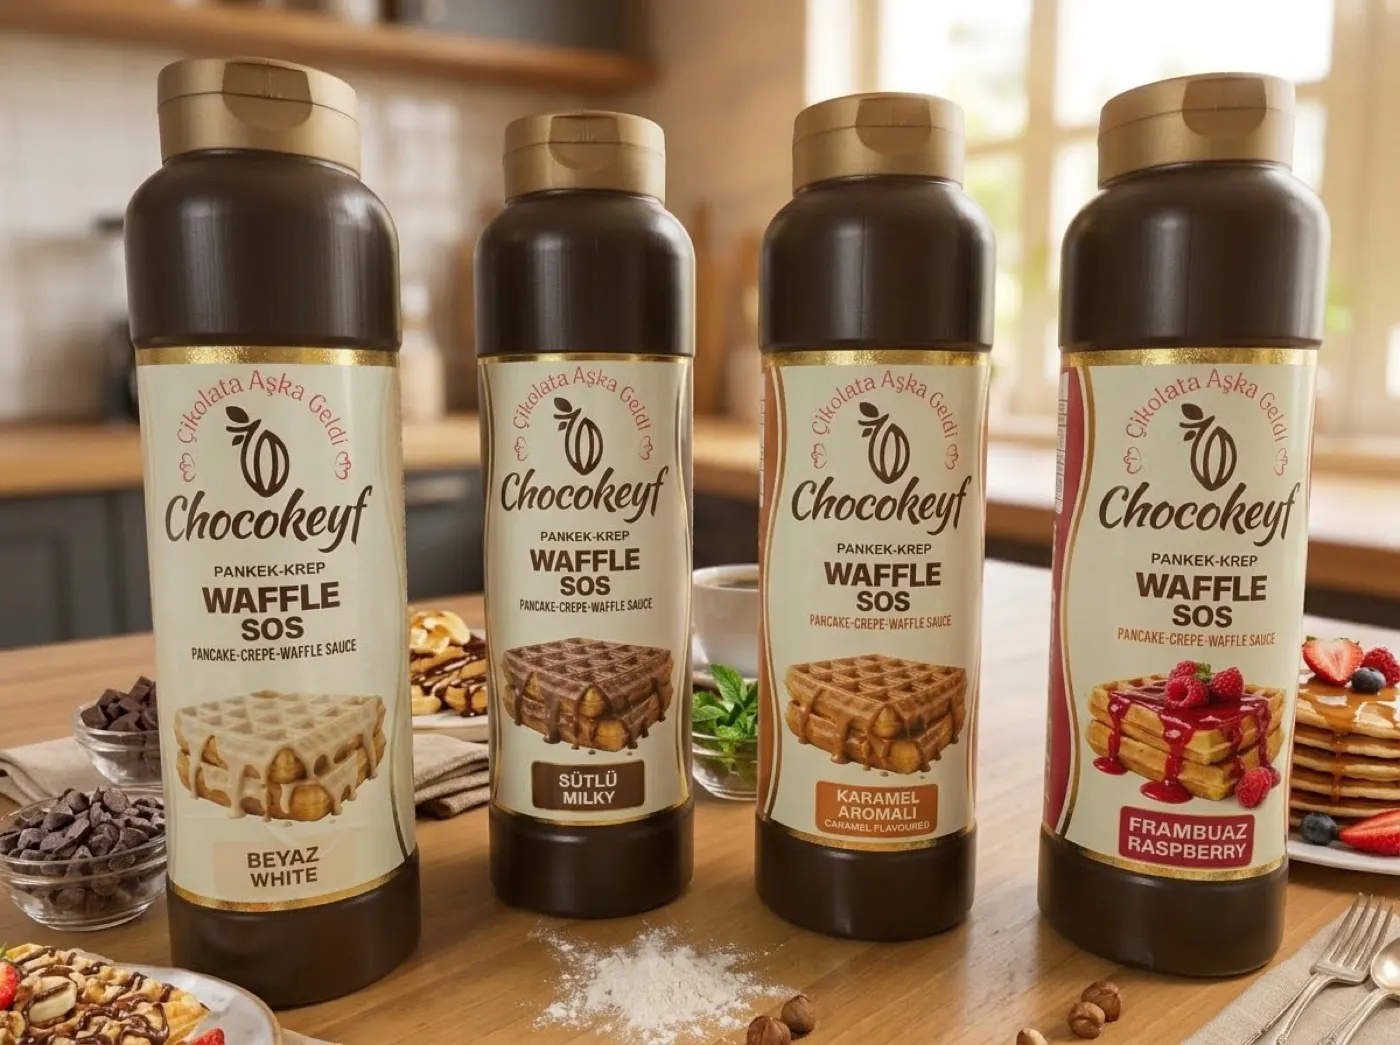 Çikolata Aşka Geldi
Chocokeyf
PANKEK-KREP
WAFFLE
SOS
PANCAKE-CREPE-WAFFLE SAUCE
BEYAZ
WHITE
Çikolata Aşka Geldi
Chocokeyf
PANKEK-KREP
WAFFLE
SOS
PANCAKE-CREPE-WAFFLE SAUCE
SÜTLÜ
MILKY
Çikolata Aşka Geldi
Chocokeyf
PANKEK-KREP
WAFFLE
SOS
PANCAKE-CREPE-WAFFLE SAUCE
KARAMEL
AROMALI
CARAMEL FLAVOURED
Çikolata Aşka Geldi
Chocokeyf
PANKEK-KREP
WAFFLE
SOS
PANCAKE-CREPE-WAFFLE SAUCE
FRAMBUAZ
RASPBERRY